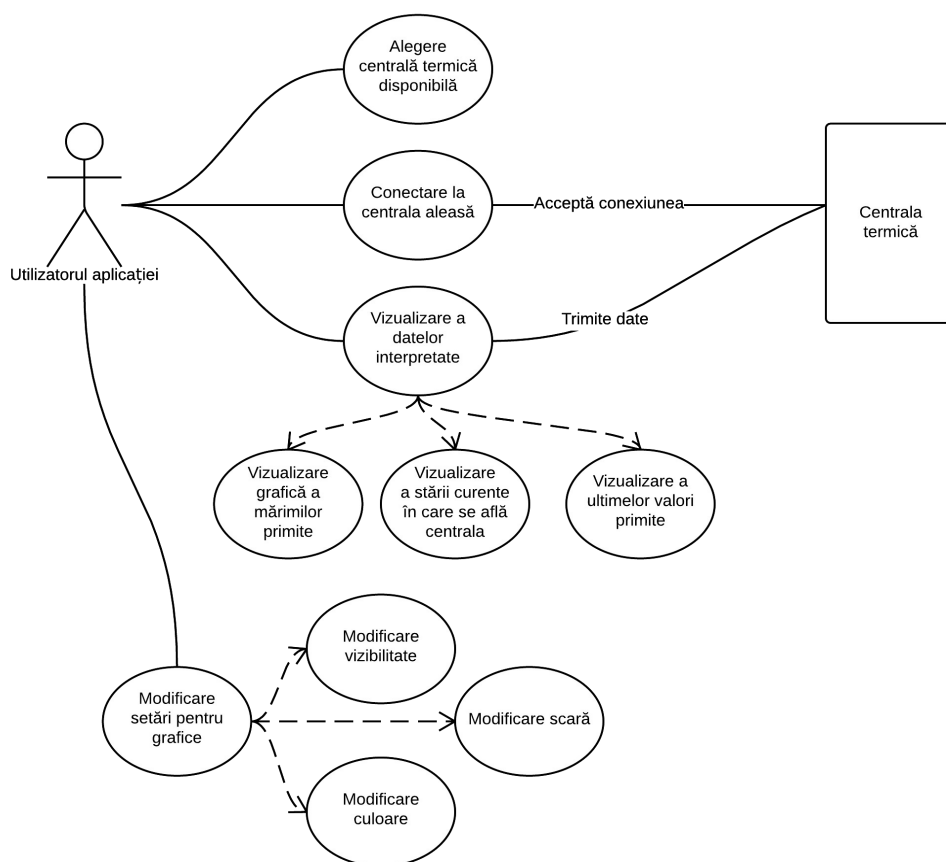 Alegere
centrală termică
disponibilă
Conectare la
centrala aleasă
Acceptă conexiunea
Centrala
termică
Utilizatorul aplicației
Vizualizare a
datelor
interpretate
Trimite date
Vizualizare
grafică a
mărimilor
primite
Vizualizare
a stării curente
în care se află
centrala
Vizualizare a
ultimelor valori
primite
Modificare
vizibilitate
Modificare
setări pentru
grafice
Modificare scară
Modificare
culoare